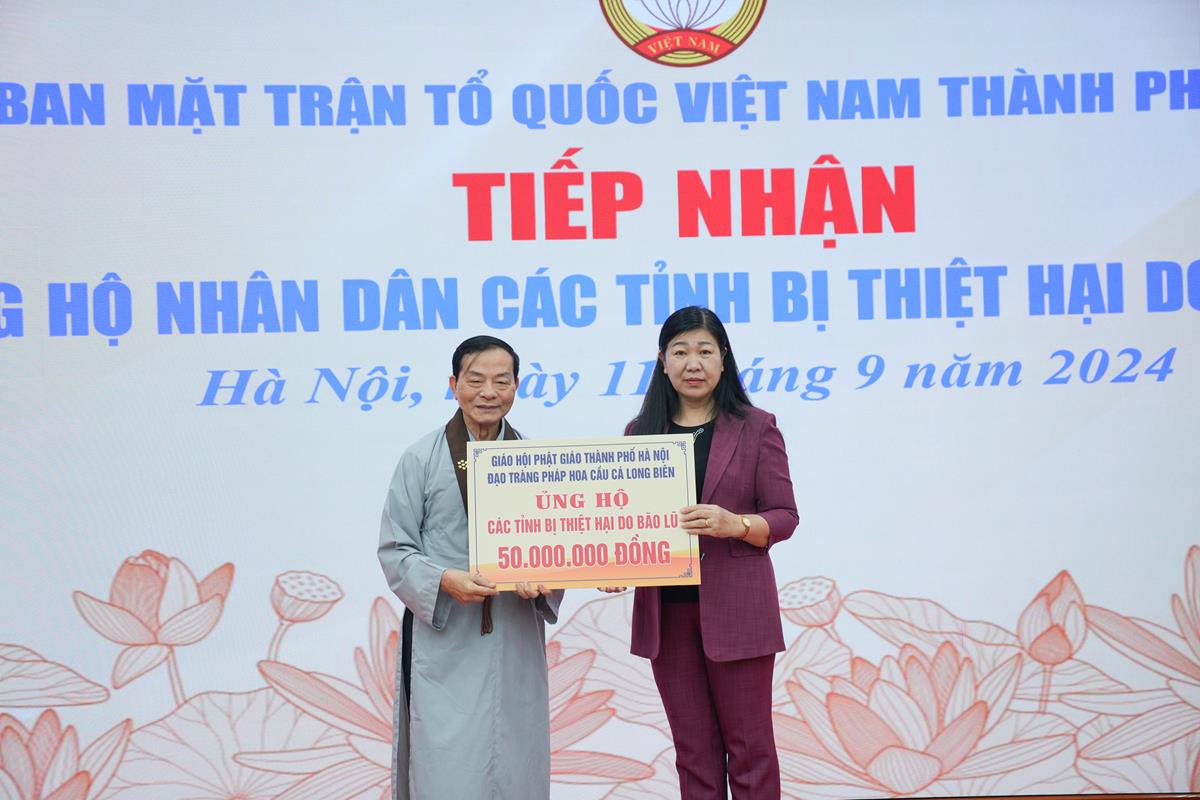 VIỆT NAM
BAN MẶT TRẬN TỔ QUỐC VIỆT NAM THÀNH PH
TIẾP NHẬN
G HỘ NHÂN DÂN CÁC TỈNH BỊ THIỆT HẠI DO
Hà Nội, ngày 11 tháng 9 năm 2024
GIÁO HỘI PHẬT GIÁO THÀNH PHỐ HÀ NỘI
ĐẠO TRÀNG PHÁP HOA CẦU CẢ LONG BIÊN
ỦNG HỘ
CÁC TỈNH BỊ THIỆT HẠI DO BÃO LŨ
50.000.000 ĐỒNG